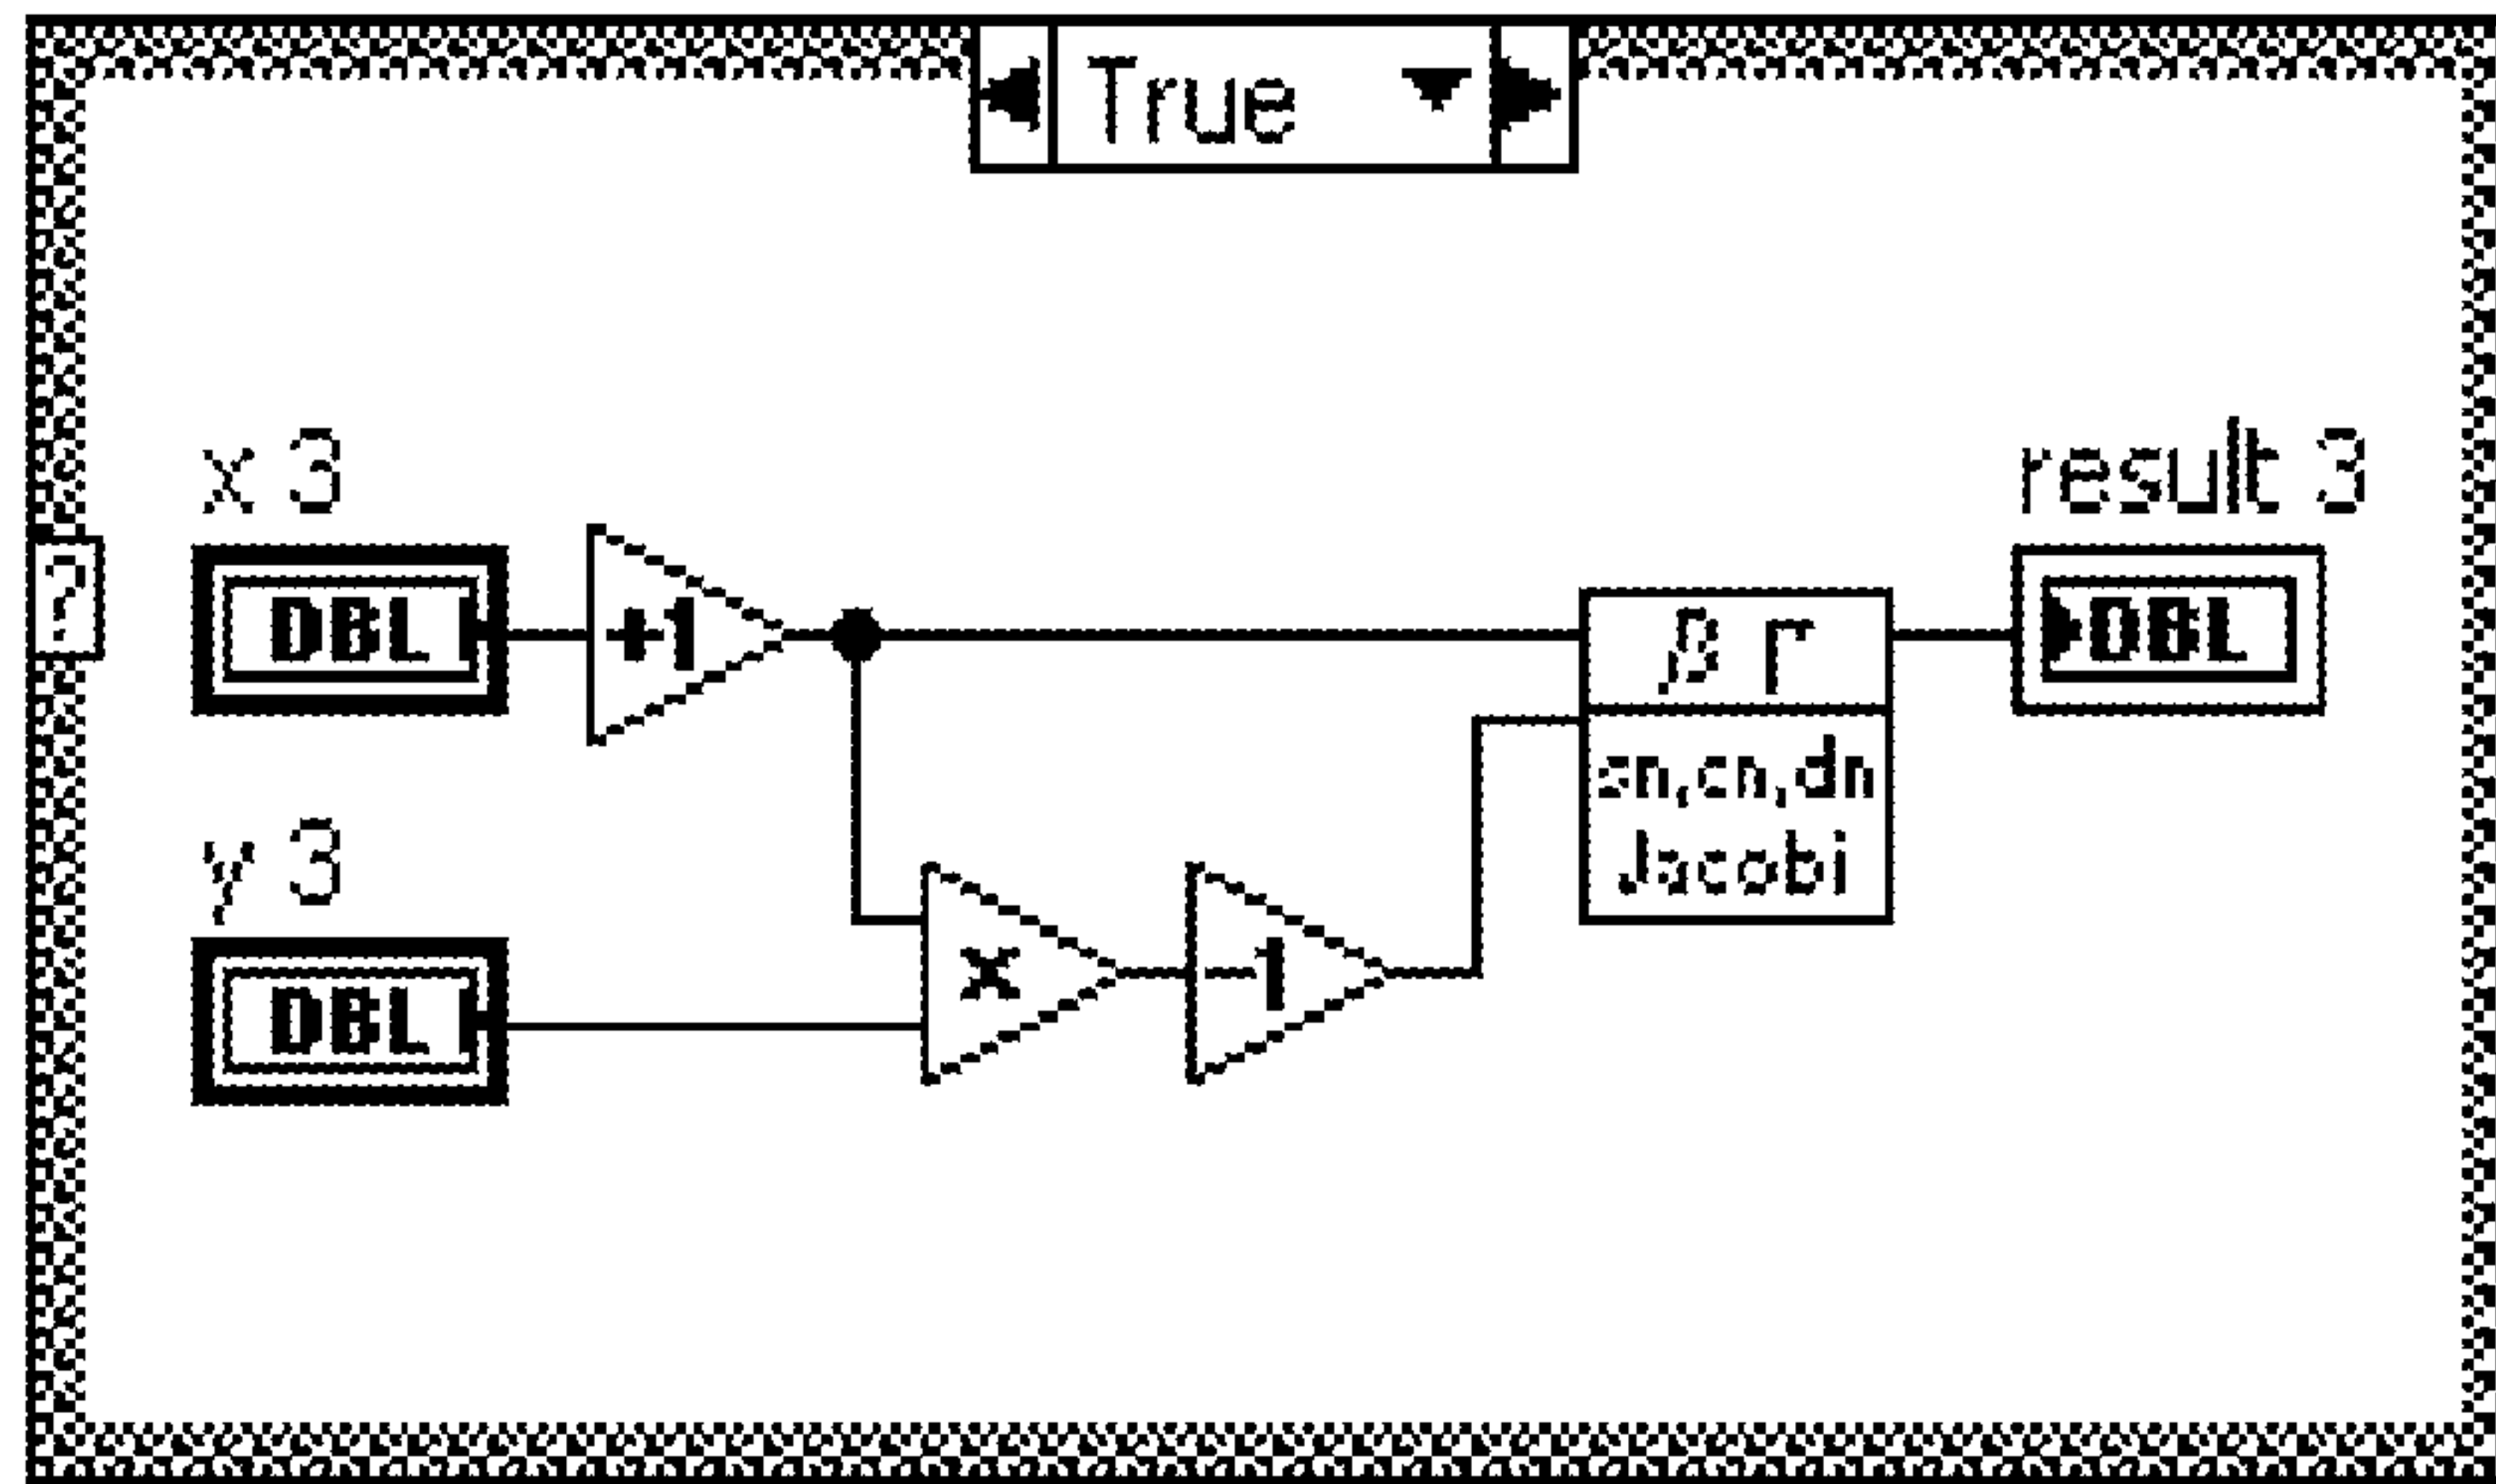 True
x 3
result 3
?
DBL
+1
β Γ
DBL
sn,cn,dn
Jacobi
y 3
DBL
x
-1